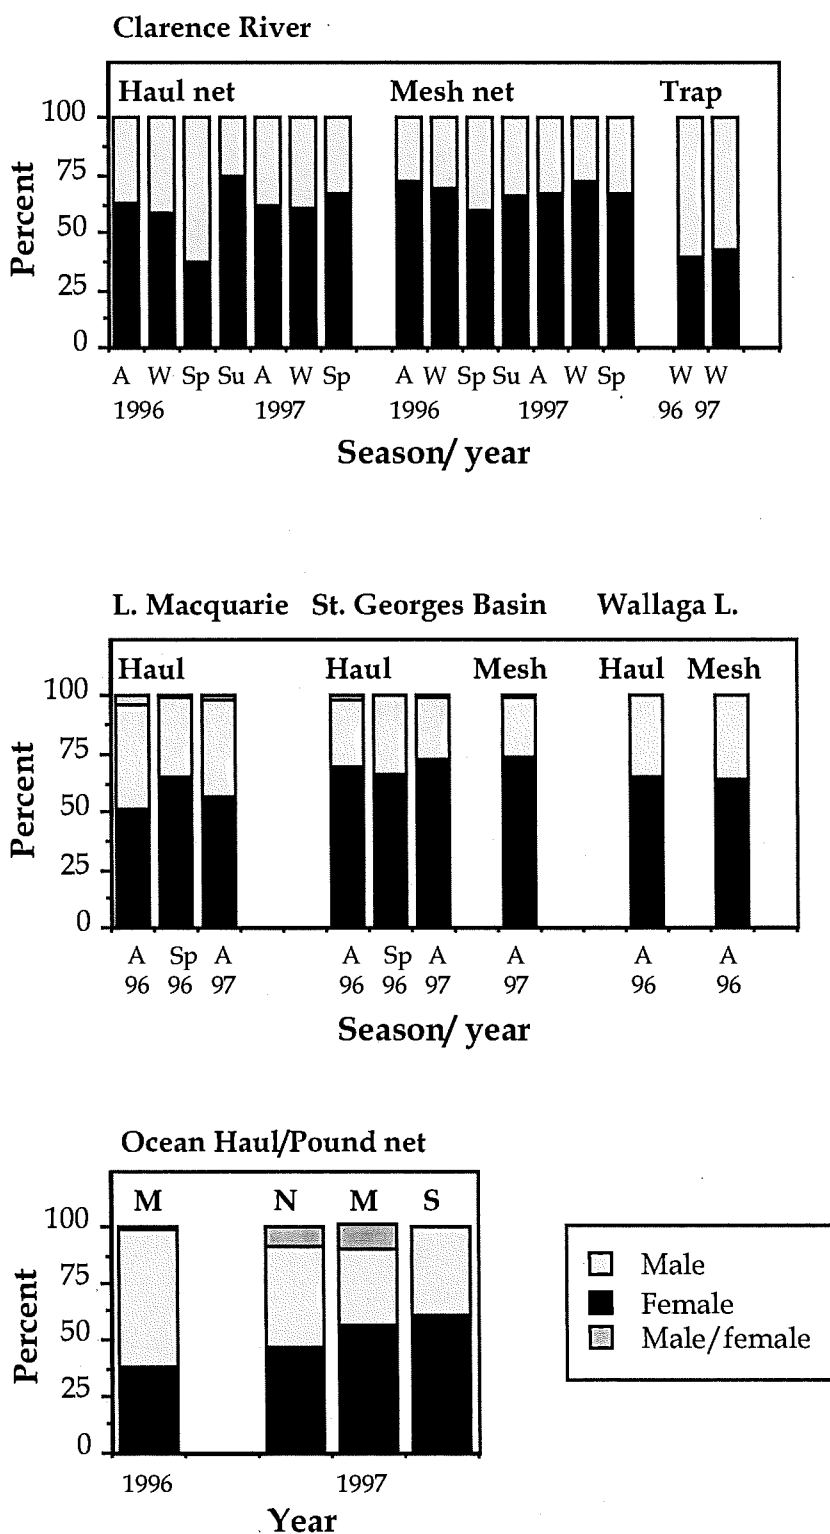 Clarence River
Haul net Mesh net Trap
100
75
50
25
0
Percent
A W Sp Su A W Sp A W Sp Su A W Sp W W
1996 1997 1996 1997 96 97
Season/ year
L. Macquarie St. Georges Basin Wallaga L.
Haul Haul Mesh Haul Mesh
100
75
50
25
0
Percent
A Sp A A Sp A A A A
96 96 97 96 96 97 97 96 96
Season/ year
Ocean Haul/Pound net
M N M S
100
75
50
25
0
Percent
1996 1997
Year
Male
Female
Male/female